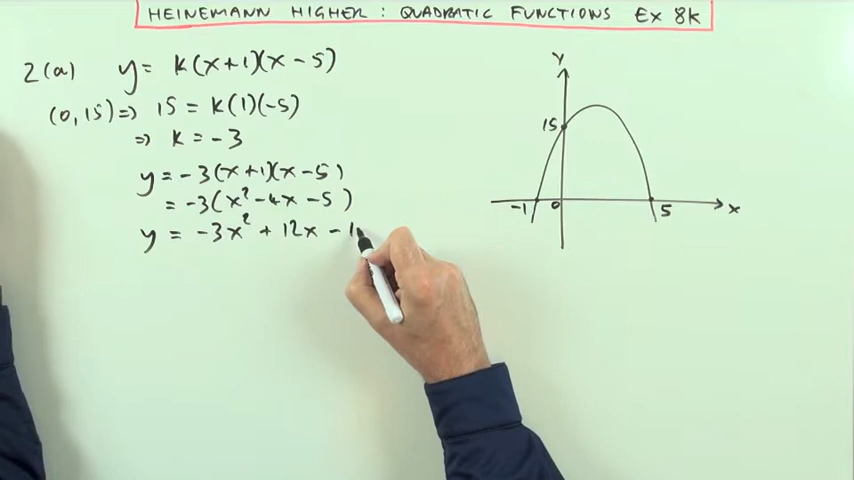 HEINEMANN HIGHER : QUADRATIC FUNCTIONS Ex 8K
2(a) y = k(x+1)(x-5)
(0,15) => 15 = k(1)(-5)
=> k = -3
y = -3(x+1)(x-5)
= -3(x²-4x-5)
y = -3x² + 12x - 1
Y
15
-1
0
5
x